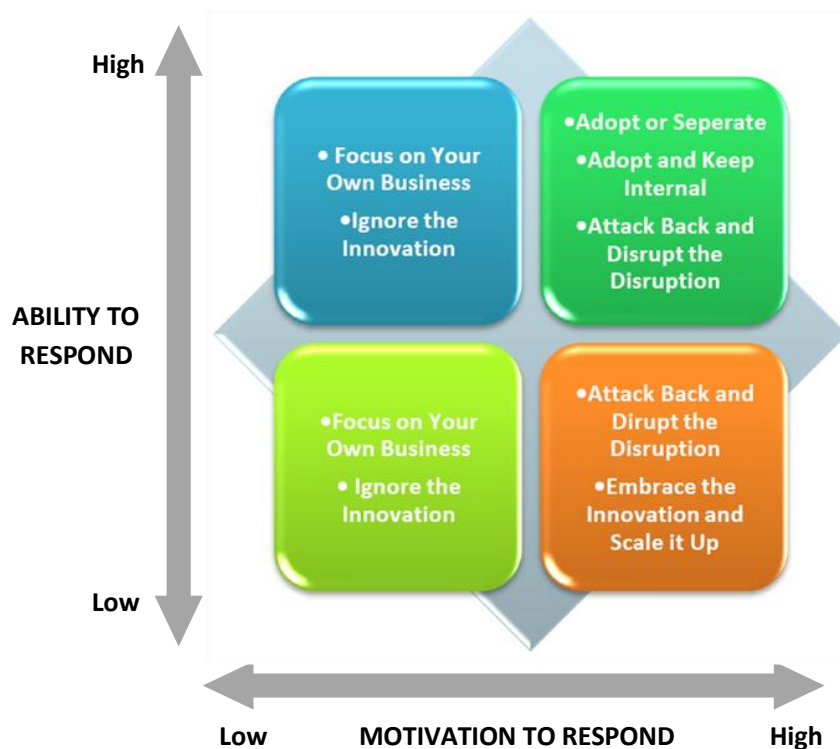 High
• Focus on Your
Own Business
•Ignore the
Innovation
•Adopt or Seperate
•Adopt and Keep
Internal
•Attack Back and
Disrupt the
Disruption
ABILITY TO
RESPOND
•Focus on Your
Own Business
• Ignore the
Innovation
•Attack Back and
Dirupt the
Disruption
•Embrace the
Innovation and
Scale it Up
Low
Low MOTIVATION TO RESPOND High